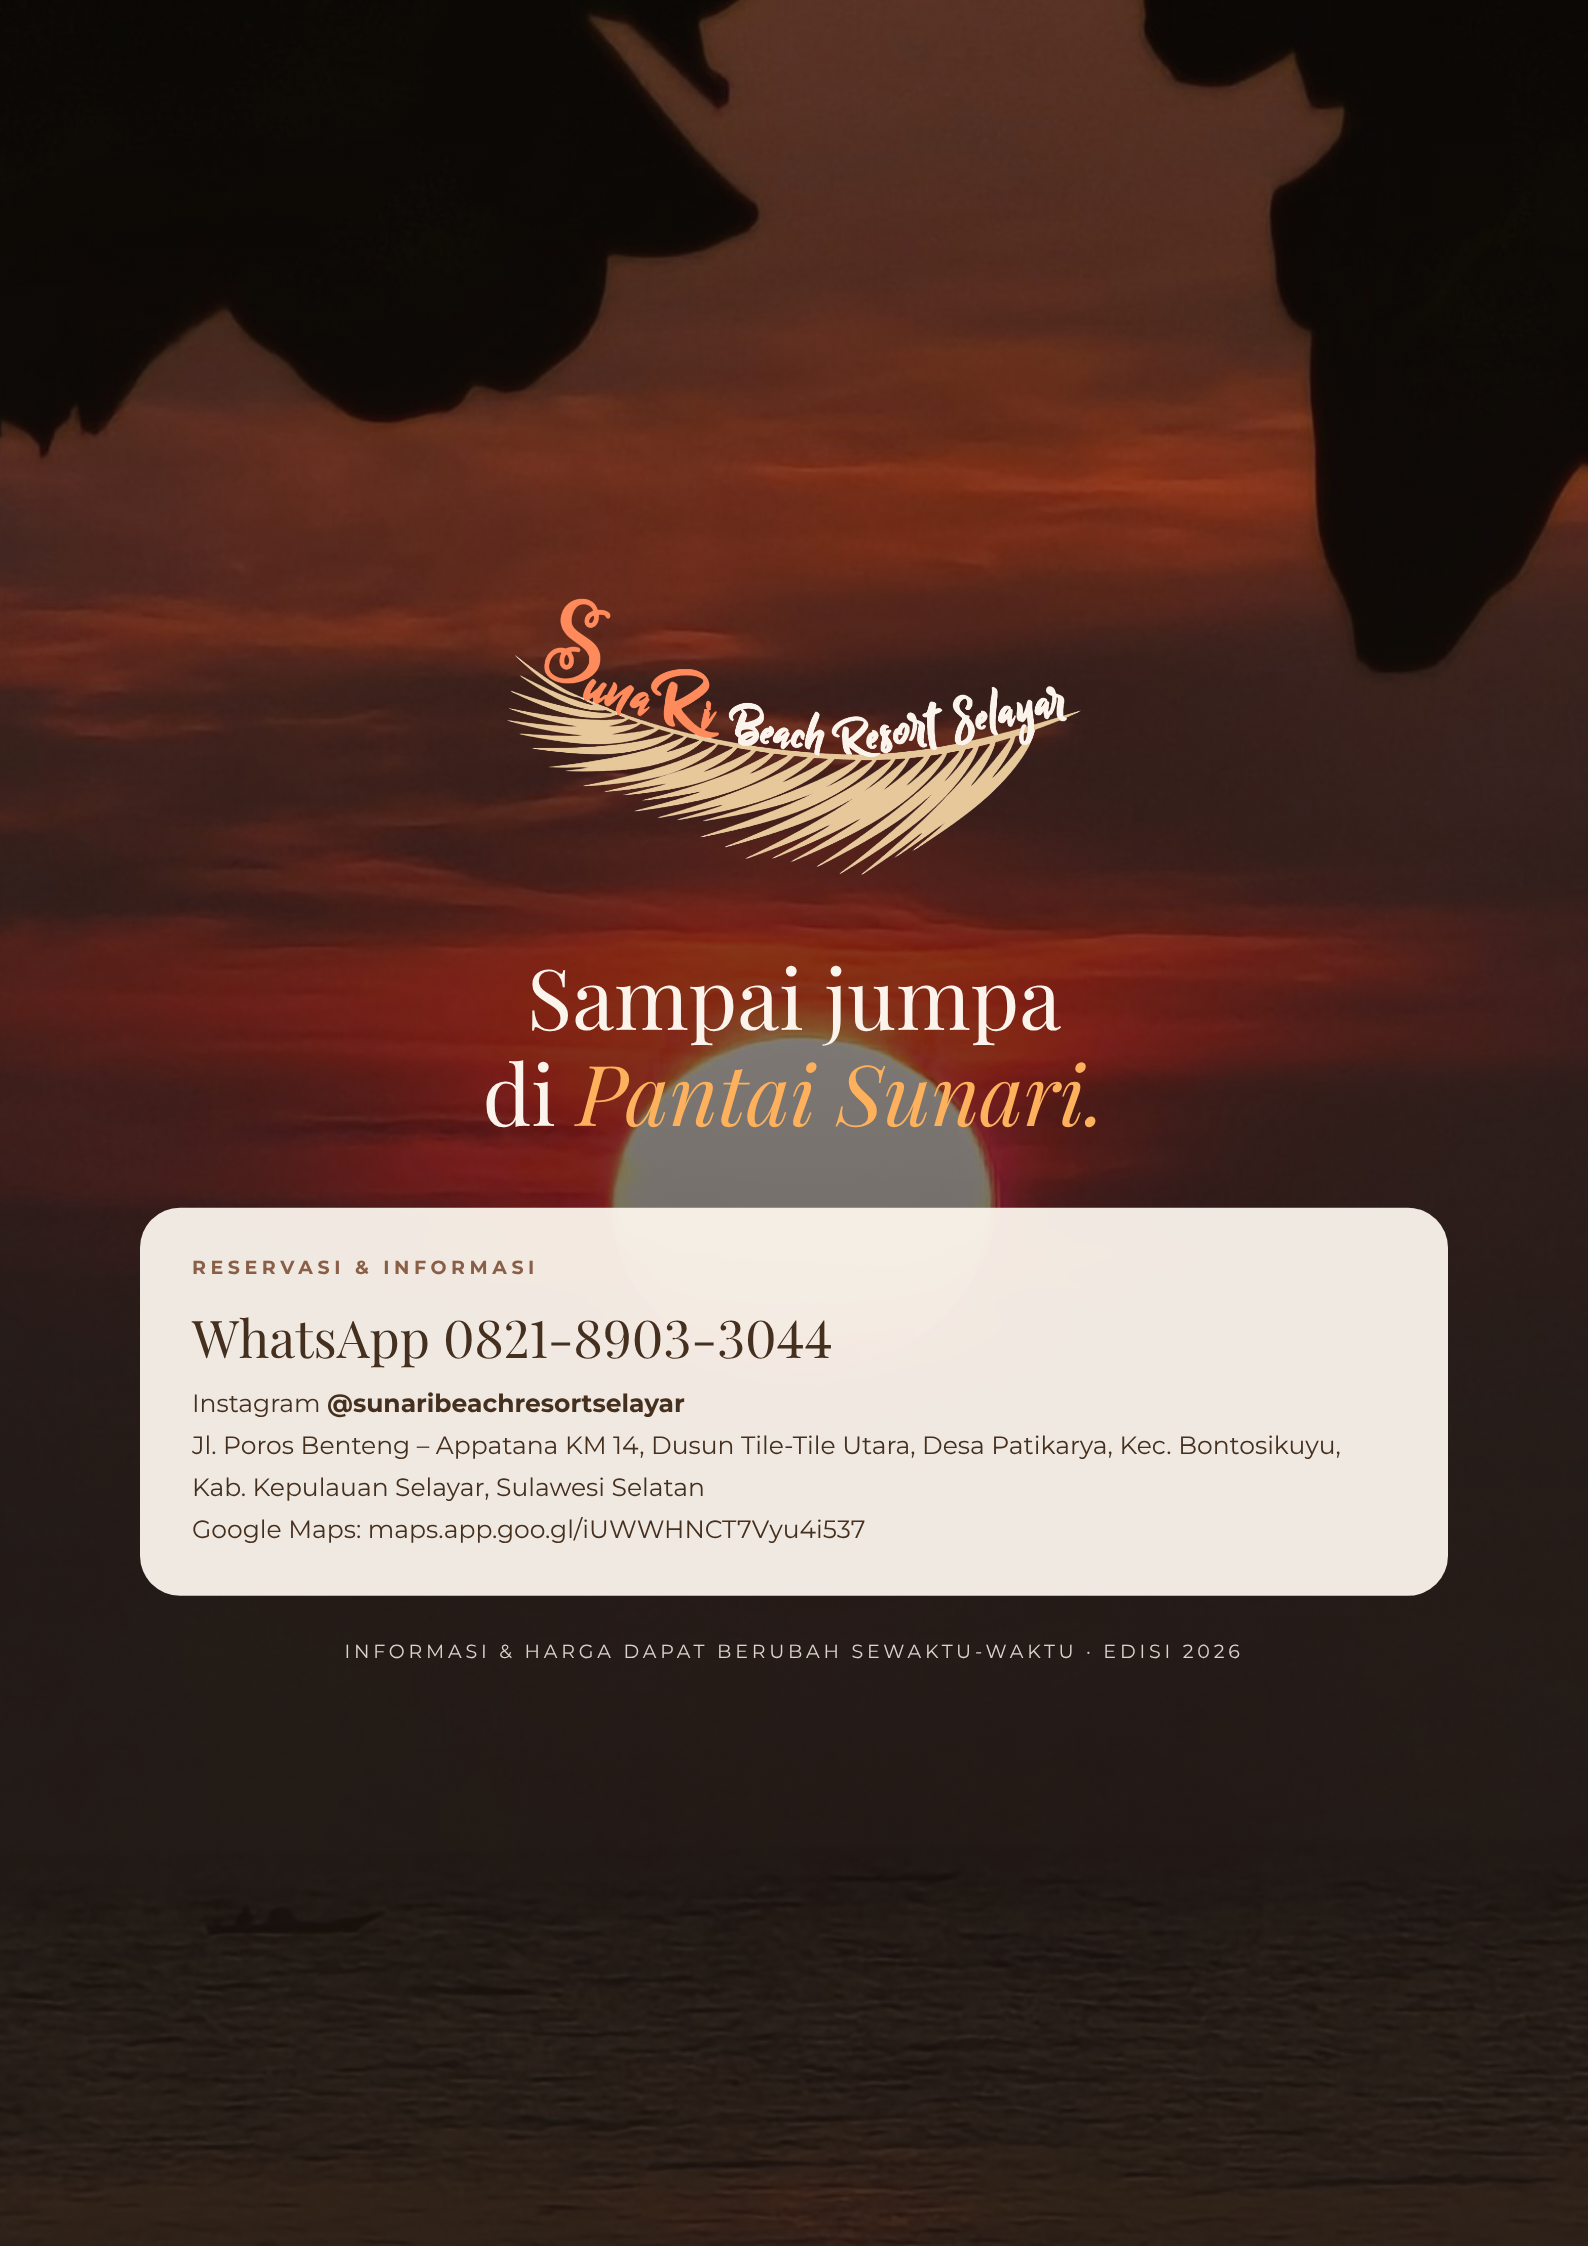 SunaRi Beach Resort Selayar
Sampai jumpa
di Pantai Sunari.
RESERVASI & INFORMASI
WhatsApp 0821-8903-3044
Instagram @sunaribeachresortselayar
Jl. Poros Benteng – Appatana KM 14, Dusun Tile-Tile Utara, Desa Patikarya, Kec. Bontosikuyu,
Kab. Kepulauan Selayar, Sulawesi Selatan
Google Maps: maps.app.goo.gl/iUWWHNCT7Vyu4i537
INFORMASI & HARGA DAPAT BERUBAH SEWAKTU-WAKTU · EDISI 2026